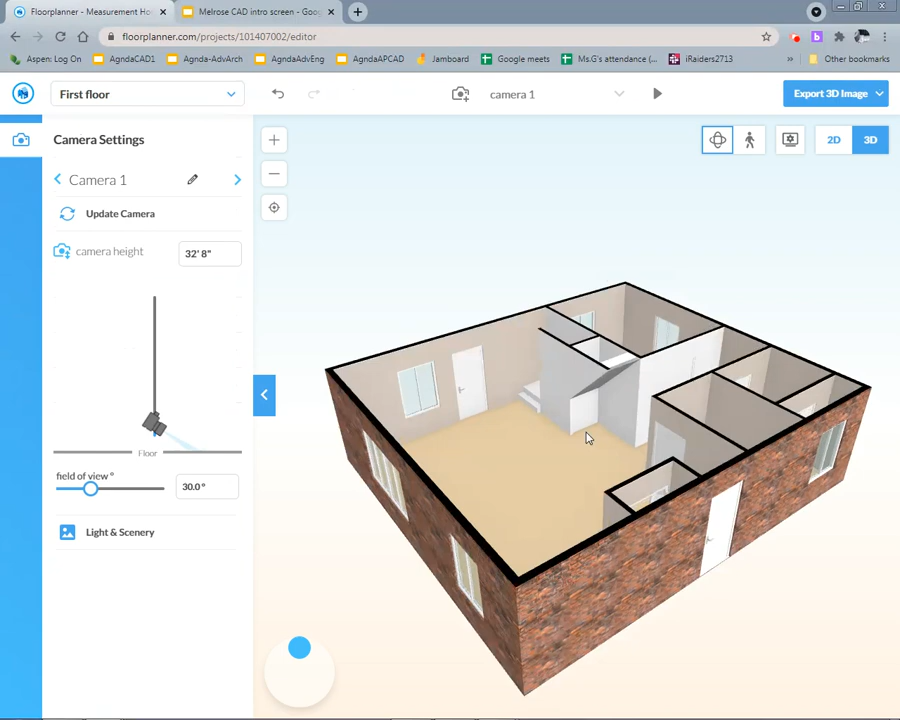 Floorplanner - Measurement Ho
Melrose CAD intro screen - Goo
floorplanner.com/projects/101407002/editor
Aspen: Log On
AgndaCAD1
Agnda-AdvArch
AgndaAdvEng
AgndaAPCAD
Jamboard
Google meets
Ms.G's attendance (...
iRaiders2713
»
Other bookmarks
First floor
camera 1
Export 3D Image
Camera Settings
2D
3D
Camera 1
Update Camera
camera height
32' 8"
Floor
field of view °
30.0 °
Light & Scenery